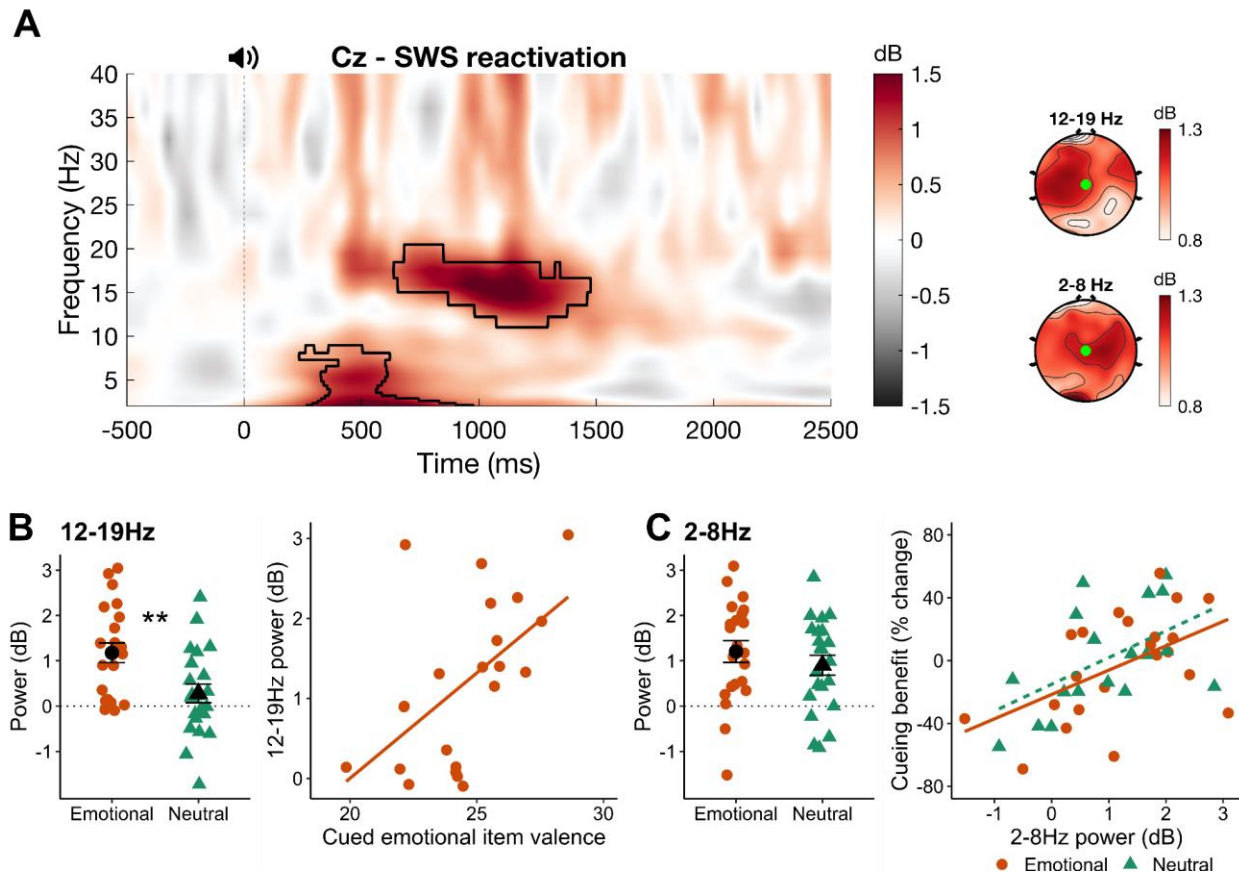 A
Cz - SWS reactivation
dB
40
35
30
25
20
15
10
5
Frequency (Hz)
-500
0
500
1000
1500
2000
2500
Time (ms)
1.5
1
0.5
0
-0.5
-1
-1.5
12-19 Hz
dB
1.3
0.8
2-8 Hz
dB
1.3
0.8
B
12-19Hz
Power (dB)
3
2
1
0
-1
**
Emotional Neutral
12-19Hz power (dB)
3
2
1
0
20 25 30
Cued emotional item valence
C
2-8Hz
Power (dB)
3
2
1
0
-1
Emotional Neutral
Cueing benefit (% change)
80
40
0
-40
-80
-1 0 1 2 3
2-8Hz power (dB)
Emotional Neutral